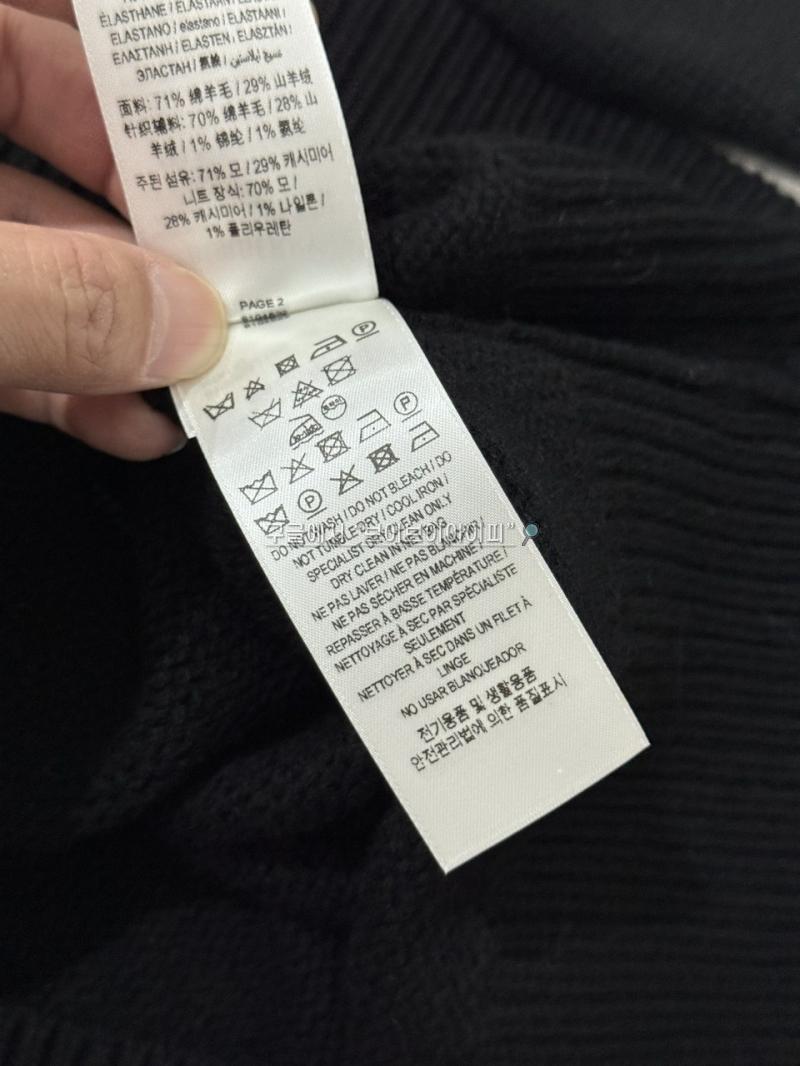 ÉLASTHANE / ELASTAAN / ELASTAN /
ELASTANO / elastano / ELASTAANI /
ΕΛΑΣΤΑΝΗ / ELASTEN, ELASZTÁN /
ЭЛАСТАН / 氨纶 /
面料: 71% 绵羊毛 / 29% 山羊绒
针织辅料: 70% 绵羊毛 / 28% 山
羊绒 / 1% 锦纶 / 1% 氨纶
주된 섬유: 71% 모 / 29% 캐시미어
니트 장식: 70% 모 /
28% 캐시미어 / 1% 나일론 /
1% 폴리우레탄
PAGE 2
DO NOT WASH / DO NOT BLEACH / DO
NOT TUMBLE DRY / COOL IRON /
SPECIALIST DRY CLEAN ONLY
DRY CLEAN IN NET BAG
NE PAS LAVER / NE PAS BLANCHIR /
NE PAS SÉCHER EN MACHINE /
REPASSER À BASSE TEMPÉRATURE /
NETTOYAGE À SEC PAR SPÉCIALISTE
SEULEMENT
NETTOYER À SEC DANS UN FILET À
LINGE
NO USAR BLANQUEADOR
전기용품 및 생활용품
안전관리법에 의한 품질표시